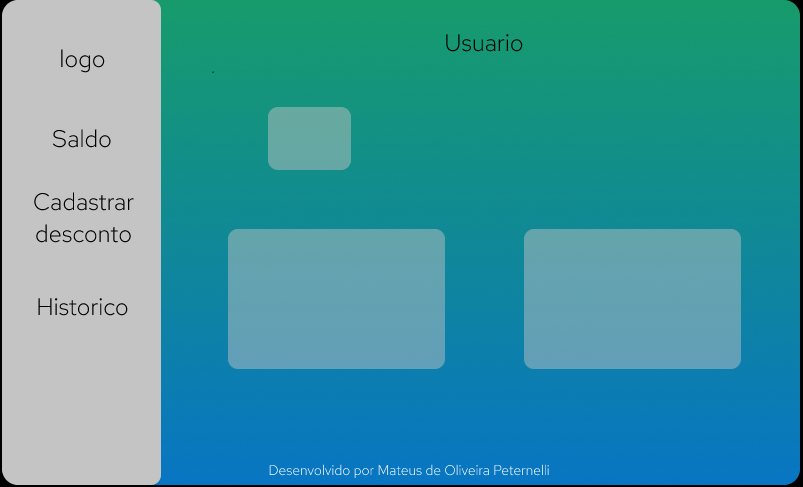 logo
Saldo
Cadastrar
desconto
Historico
Usuario
Desenvolvido por Mateus de Oliveira Peternelli